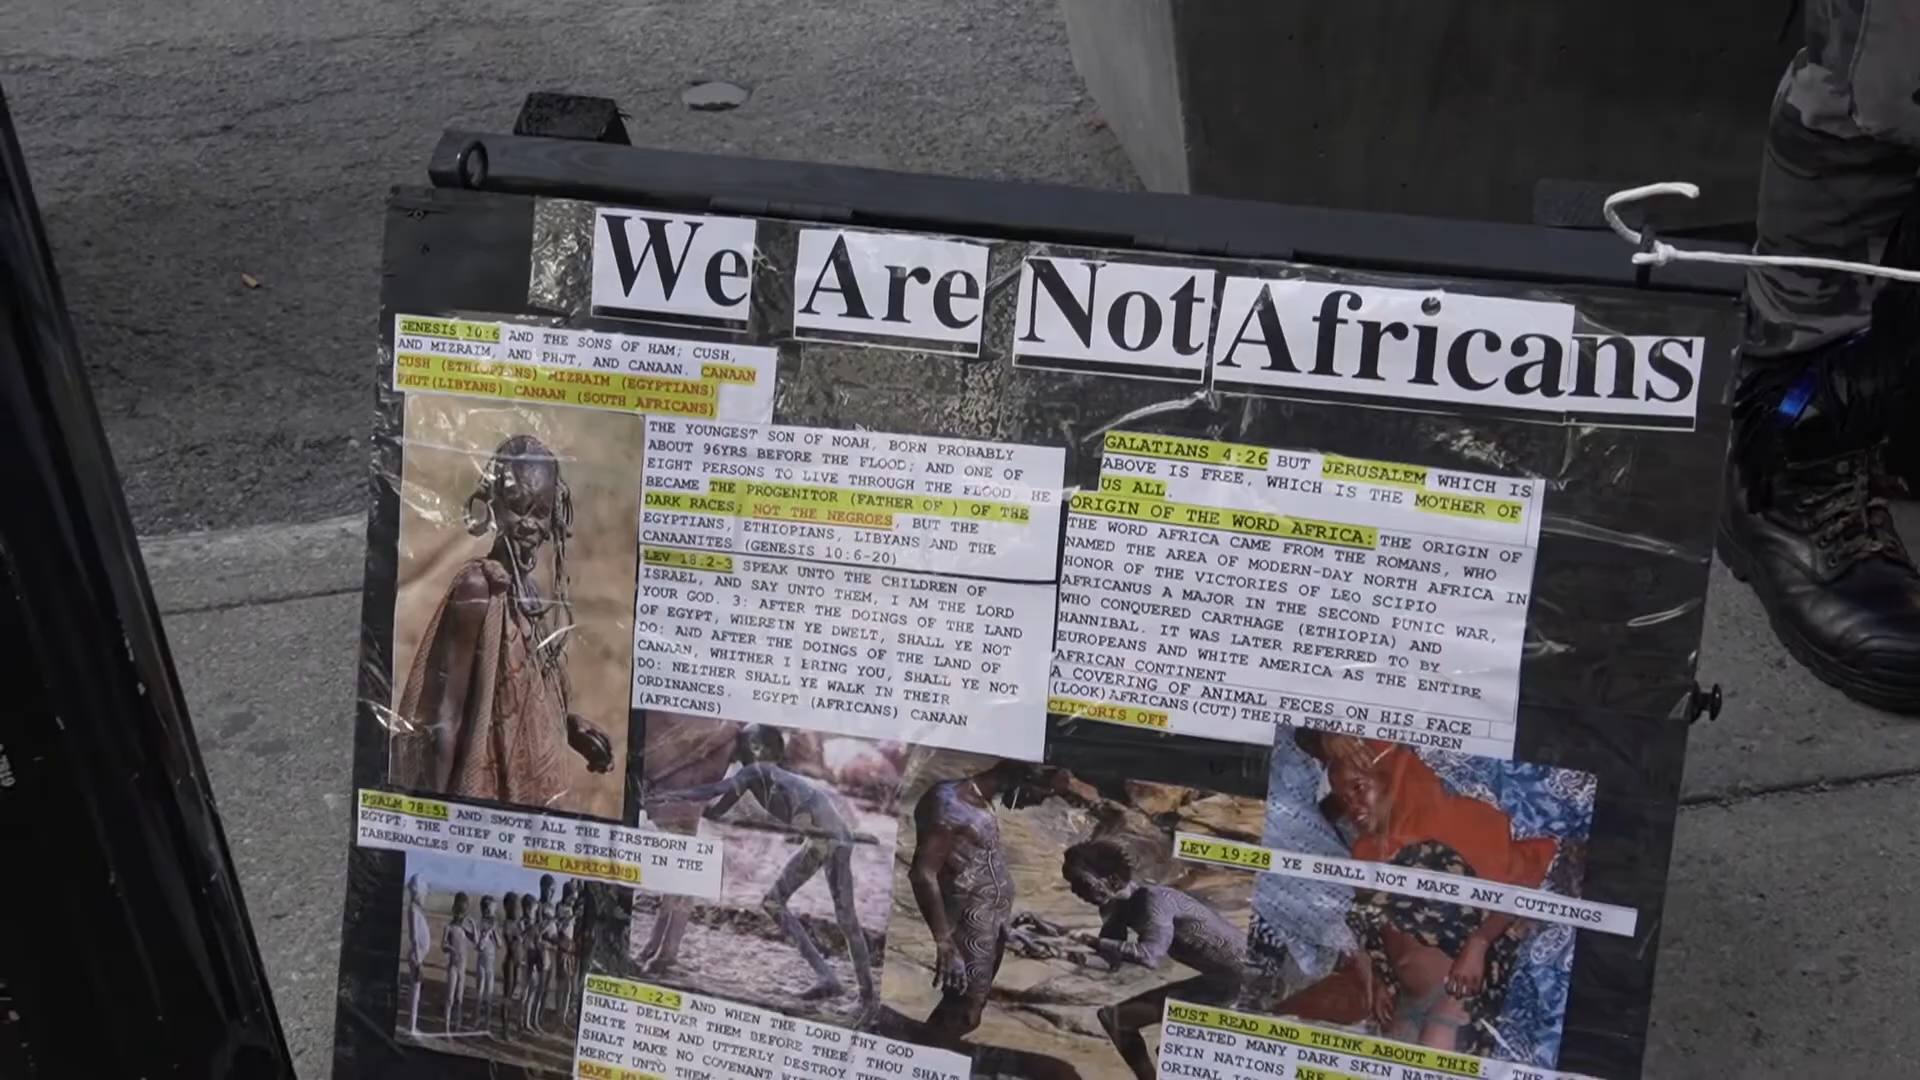 We Are Not Africans
GENESIS 10:6 AND THE SONS OF HAM; CUSH,
AND MIZRAIM, AND PHUT, AND CANAAN. CANAAN
CUSH (ETHIOPIANS) MIZRAIM (EGYPTIANS)
PHUT(LIBYANS) CANAAN (SOUTH AFRICANS)
THE YOUNGEST SON OF NOAH, BORN PROBABLY
ABOUT 96YRS BEFORE THE FLOOD; AND ONE OF
EIGHT PERSONS TO LIVE THROUGH THE FLOOD. HE
BECAME THE PROGENITOR (FATHER OF ) OF THE
DARK RACES; NOT THE NEGROES, BUT THE
EGYPTIANS, ETHIOPIANS, LIBYANS AND THE
CANAANITES (GENESIS 10:6-20)
LEV 18.2-3 SPEAK UNTO THE CHILDREN OF
ISRAEL, AND SAY UNTO THEM, I AM THE LORD
YOUR GOD. 3: AFTER THE DOINGS OF THE LAND
OF EGYPT, WHEREIN YE DWELT, SHALL YE NOT
DO: AND AFTER THE DOINGS OF THE LAND OF
CANAAN, WHITHER I BRING YOU, SHALL YE NOT
DO: NEITHER SHALL YE WALK IN THEIR
ORDINANCES. EGYPT (AFRICANS) CANAAN
(AFRICANS)
GALATIANS 4:26 BUT JERUSALEM WHICH IS
ABOVE IS FREE, WHICH IS THE MOTHER OF
US ALL.
ORIGIN OF THE WORD AFRICA: THE ORIGIN OF
THE WORD AFRICA CAME FROM THE ROMANS, WHO
NAMED THE AREA OF MODERN-DAY NORTH AFRICA IN
HONOR OF THE VICTORIES OF LEO SCIPIO
AFRICANUS A MAJOR IN THE SECOND PUNIC WAR,
WHO CONQUERED CARTHAGE (ETHIOPIA) AND
HANNIBAL. IT WAS LATER REFERRED TO BY
EUROPEANS AND WHITE AMERICA AS THE ENTIRE
AFRICAN CONTINENT
A COVERING OF ANIMAL FECES ON HIS FACE
(LOOK)AFRICANS(CUT)THEIR FEMALE CHILDREN
CLITORIS OFF.
PSALM 78:51 AND SMOTE ALL THE FIRSTBORN IN
EGYPT; THE CHIEF OF THEIR STRENGTH IN THE
TABERNACLES OF HAM: HAM (AFRICANS)
LEV 19:28 YE SHALL NOT MAKE ANY CUTTINGS
DEUT.7 :2-3 AND WHEN THE LORD THY GOD
SHALL DELIVER THEM BEFORE THEE; THOU SHALT
SMITE THEM AND UTTERLY DESTROY
SHALT MAKE NO COVENANT
MERCY UNTO THEM:
MAKE
MUST READ AND THINK ABOUT THIS: THE
CREATED MANY DARK SKIN
SKIN NATIONS ARE